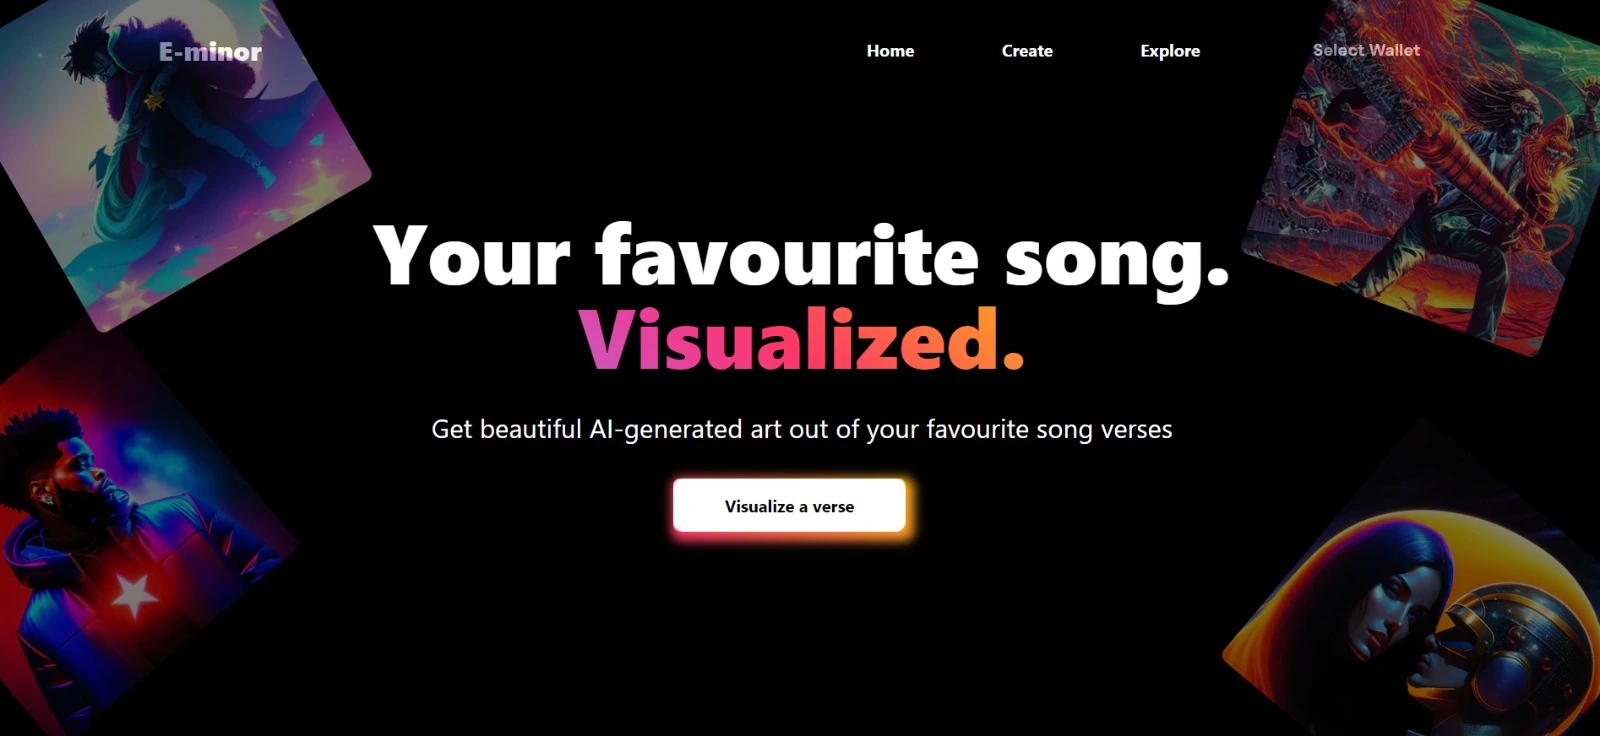 E-minor
Home
Create
Explore
Select Wallet
Your favourite song.
Visualized.
Get beautiful AI-generated art out of your favourite song verses
Visualize a verse